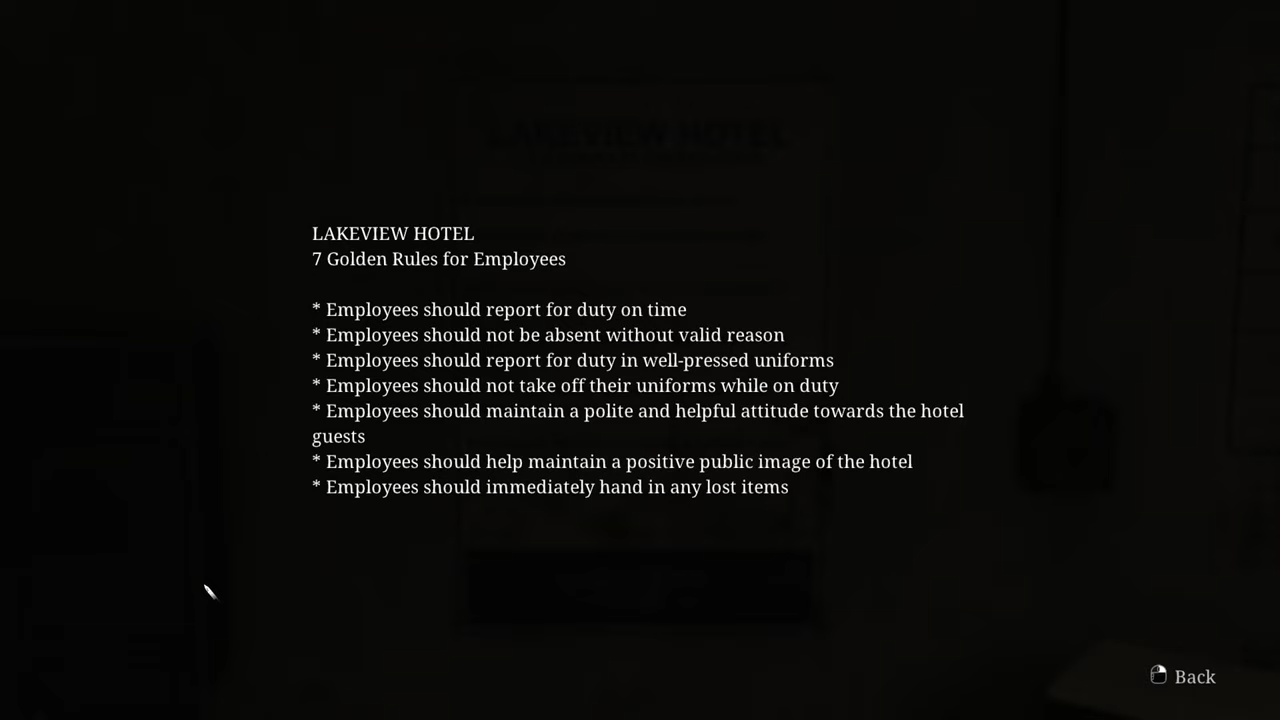 LAKEVIEW HOTEL
LAKEVIEW HOTEL
7 Golden Rules for Employees
* Employees should report for duty on time
* Employees should not be absent without valid reason
* Employees should report for duty in well-pressed uniforms
* Employees should not take off their uniforms while on duty
* Employees should maintain a polite and helpful attitude towards the hotel
guests
* Employees should help maintain a positive public image of the hotel
* Employees should immediately hand in any lost items
Back